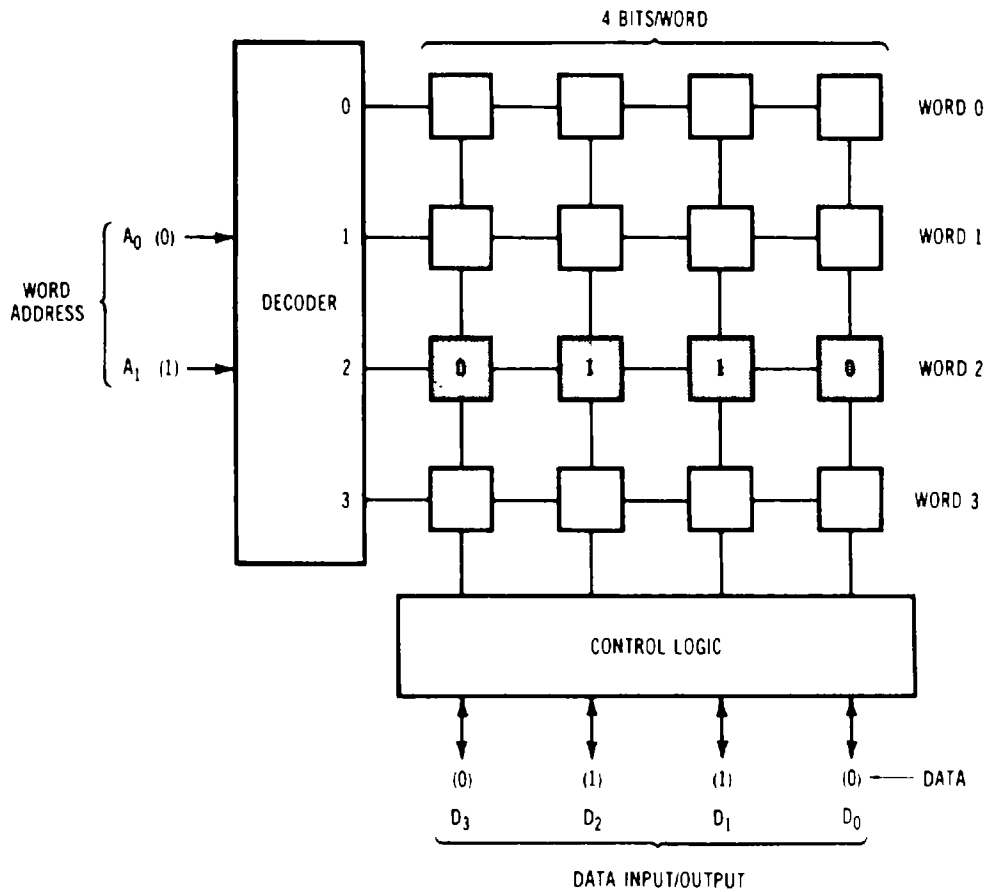 4 BITS/WORD
0 WORD 0
A0 (0) 1 WORD 1
WORD
ADDRESS
DECODER
A1 (1) 2 0 1 1 0 WORD 2
3 WORD 3
CONTROL LOGIC
(0) (1) (1) (0) DATA
D3 D2 D1 D0
DATA INPUT/OUTPUT